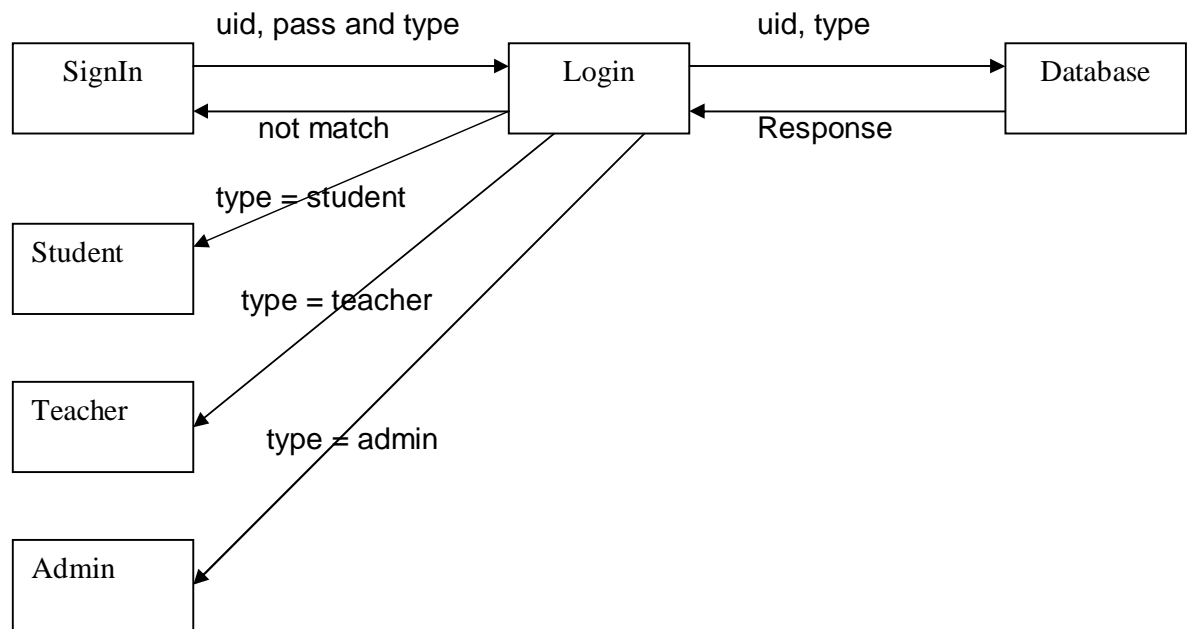 uid, pass and type
uid, type
SignIn
Login
Database
not match
Response
type = student
Student
type = teacher
Teacher
type = admin
Admin